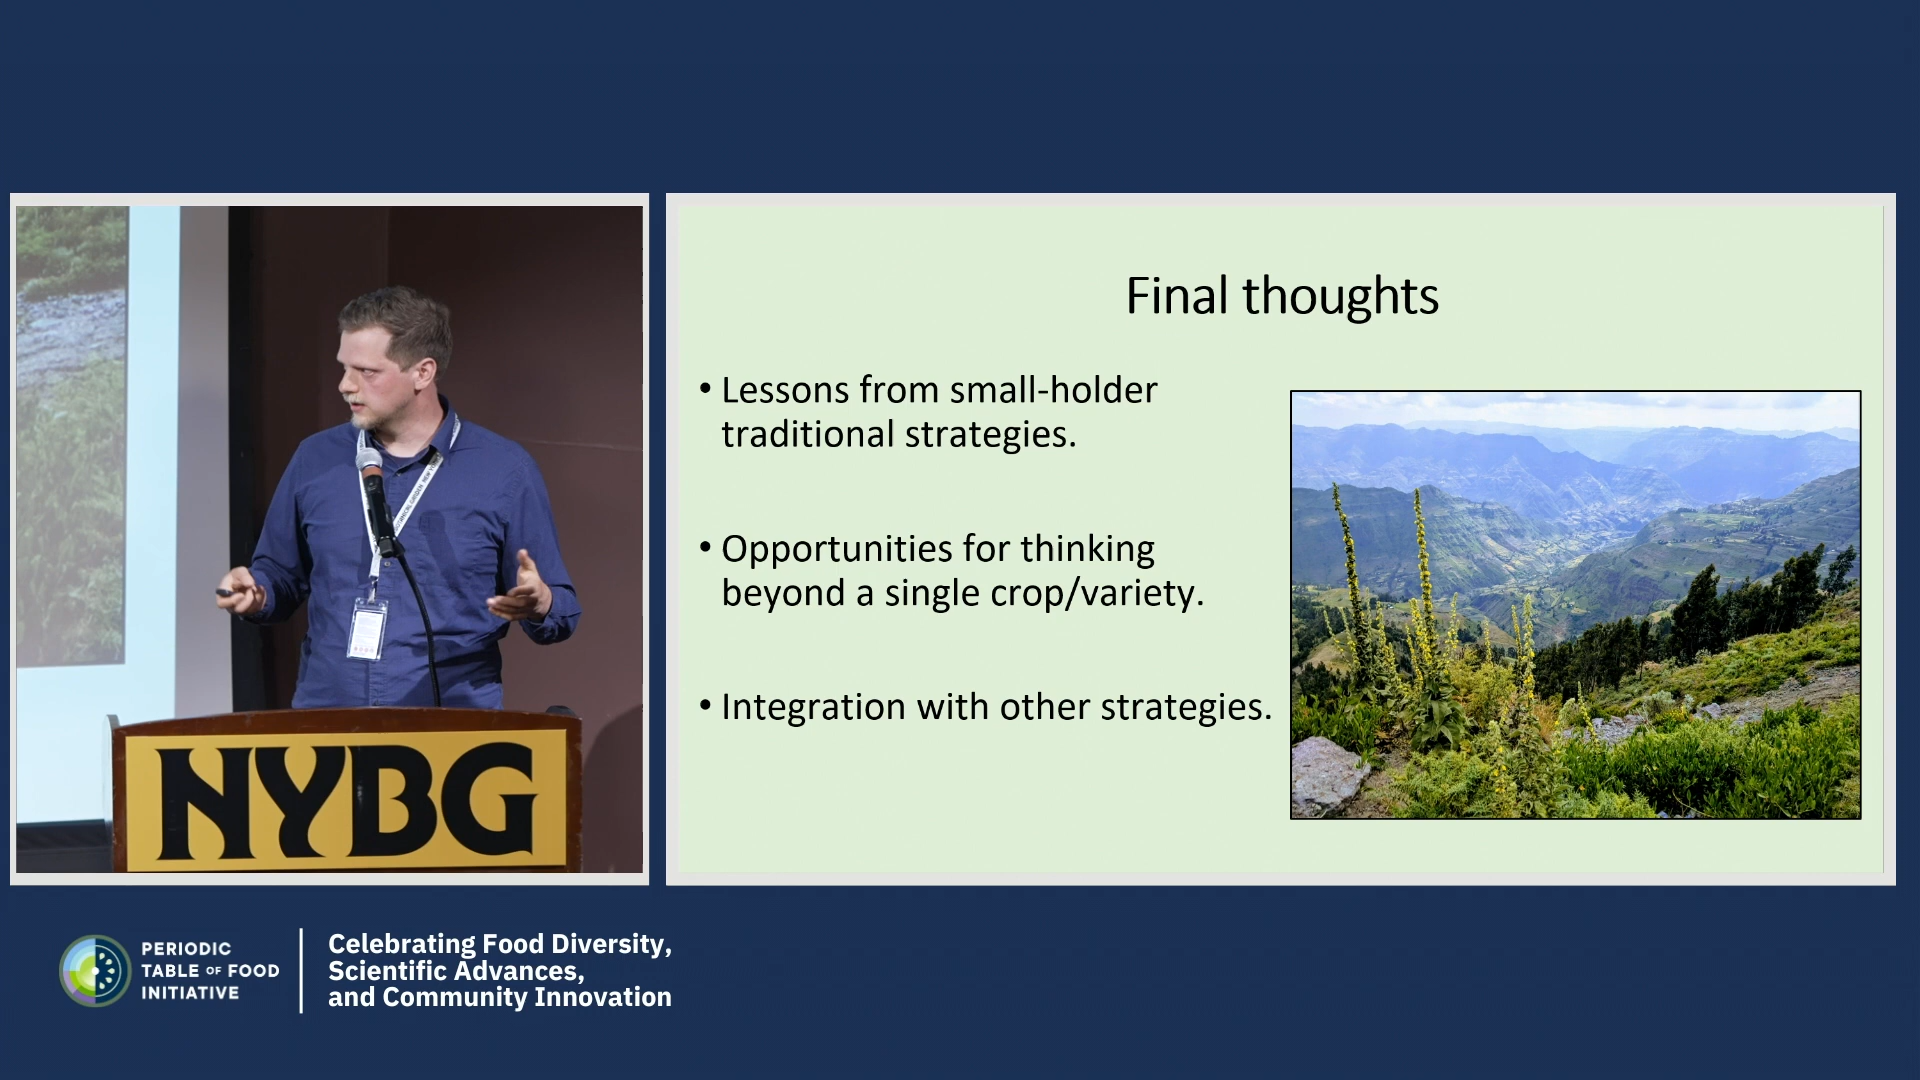 Final thoughts
• Lessons from small-holder
traditional strategies.
• Opportunities for thinking
beyond a single crop/variety.
• Integration with other strategies.
NYBG
PERIODIC
TABLE OF FOOD
INITIATIVE
Celebrating Food Diversity,
Scientific Advances,
and Community Innovation